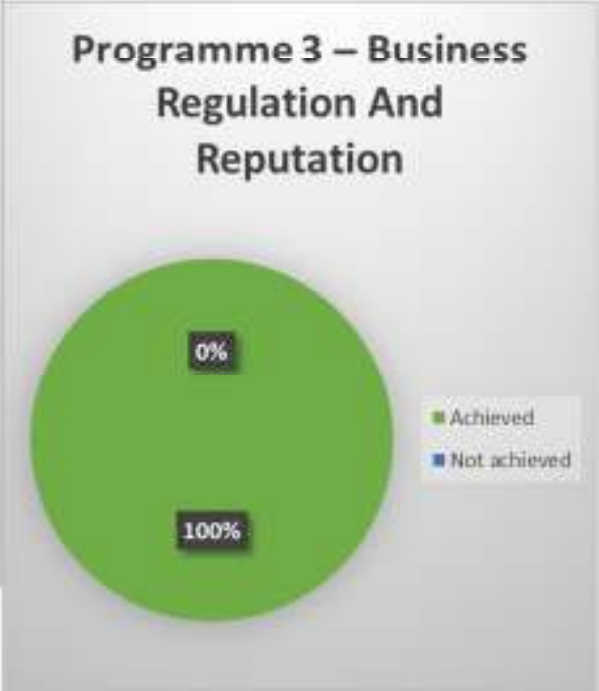 Programme 3 – Business
Regulation And
Reputation
0%
Achieved
Not achieved
100%